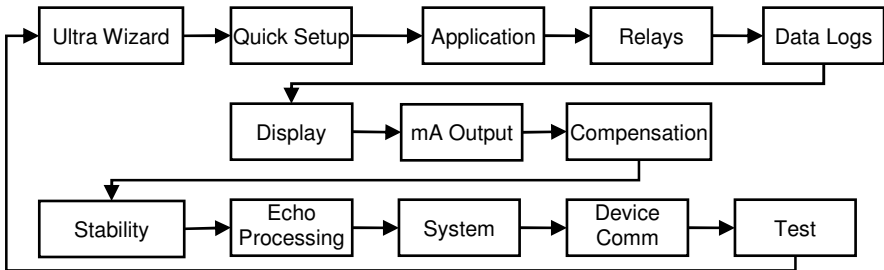 Ultra Wizard
Quick Setup
Application
Relays
Data Logs
Display
mA Output
Compensation
Stability
Echo
Processing
System
Device
Comm
Test